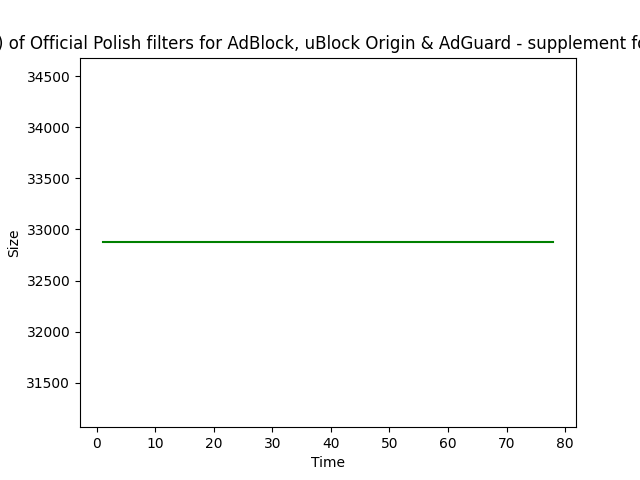 ) of Official Polish filters for AdBlock, uBlock Origin & AdGuard - supplement fo
34500
34000
33500
33000
32500
32000
31500
Size
0 10 20 30 40 50 60 70 80
Time